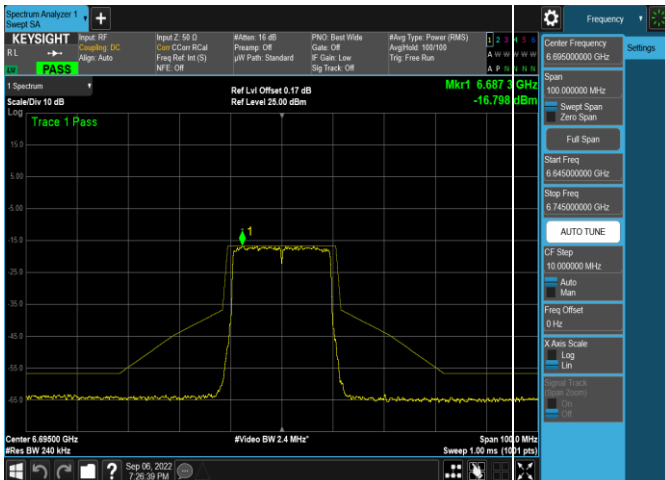 Spectrum Analyzer 1
Swept SA
KEYSIGHT
R L
LV
PASS
Input: RF
Coupling: DC
Align: Auto
Input Z: 50 Ω
Corr CCorr RCal
Freq Ref: Int (S)
NFE: Off
#Atten: 16 dB
Preamp: Off
µW Path: Standard
PNO: Best Wide
Gate: Off
IF Gain: Low
Sig Track: Off
#Avg Type: Power (RMS)
Avg|Hold: 100/100
Trig: Free Run
1 2 3 4 5 6
A W W W W W
A P N N N N
1 Spectrum
Scale/Div 10 dB
Ref Lvl Offset 0.17 dB
Ref Level 25.00 dBm
Mkr1 6.687 3 GHz
-16.798 dBm
Log
Trace 1 Pass
15.0
5.00
-5.00
-15.0
-25.0
-35.0
-45.0
-55.0
-65.0
1
Center 6.69500 GHz
#Res BW 240 kHz
#Video BW 2.4 MHz*
Span 100.0 MHz
Sweep 1.00 ms (1001 pts)
Sep 06, 2022
7:26:39 PM
Frequency
Settings
Center Frequency
6.695000000 GHz
Span
100.000000 MHz
Swept Span
Zero Span
Full Span
Start Freq
6.645000000 GHz
Stop Freq
6.745000000 GHz
AUTO TUNE
CF Step
10.000000 MHz
Auto
Man
Freq Offset
0 Hz
X Axis Scale
Log
Lin
Signal Track
(Span Zoom)
On
Off